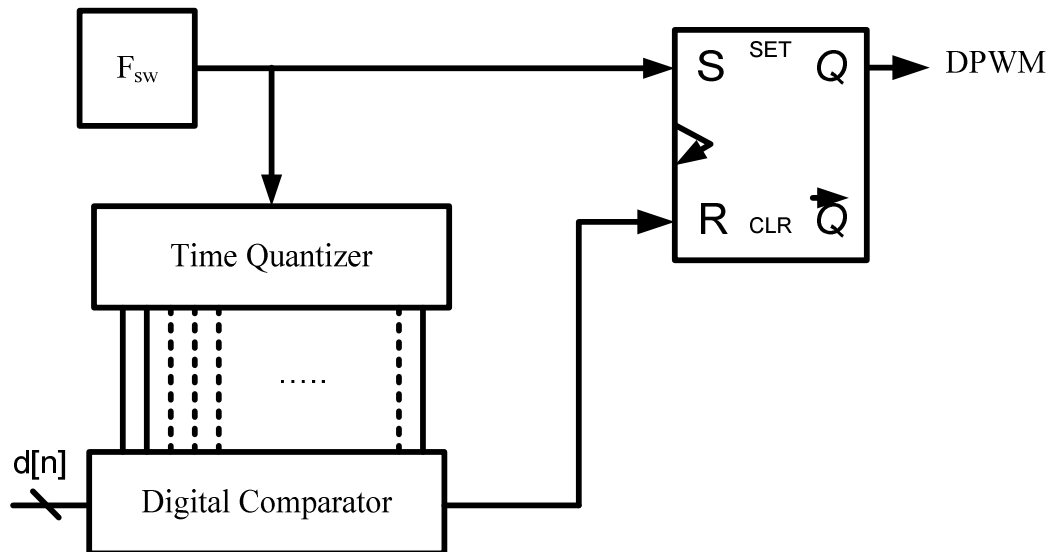 F_SW
S SET Q
DPWM
R CLR Q
Time Quantizer
.....
d[n]
Digital Comparator